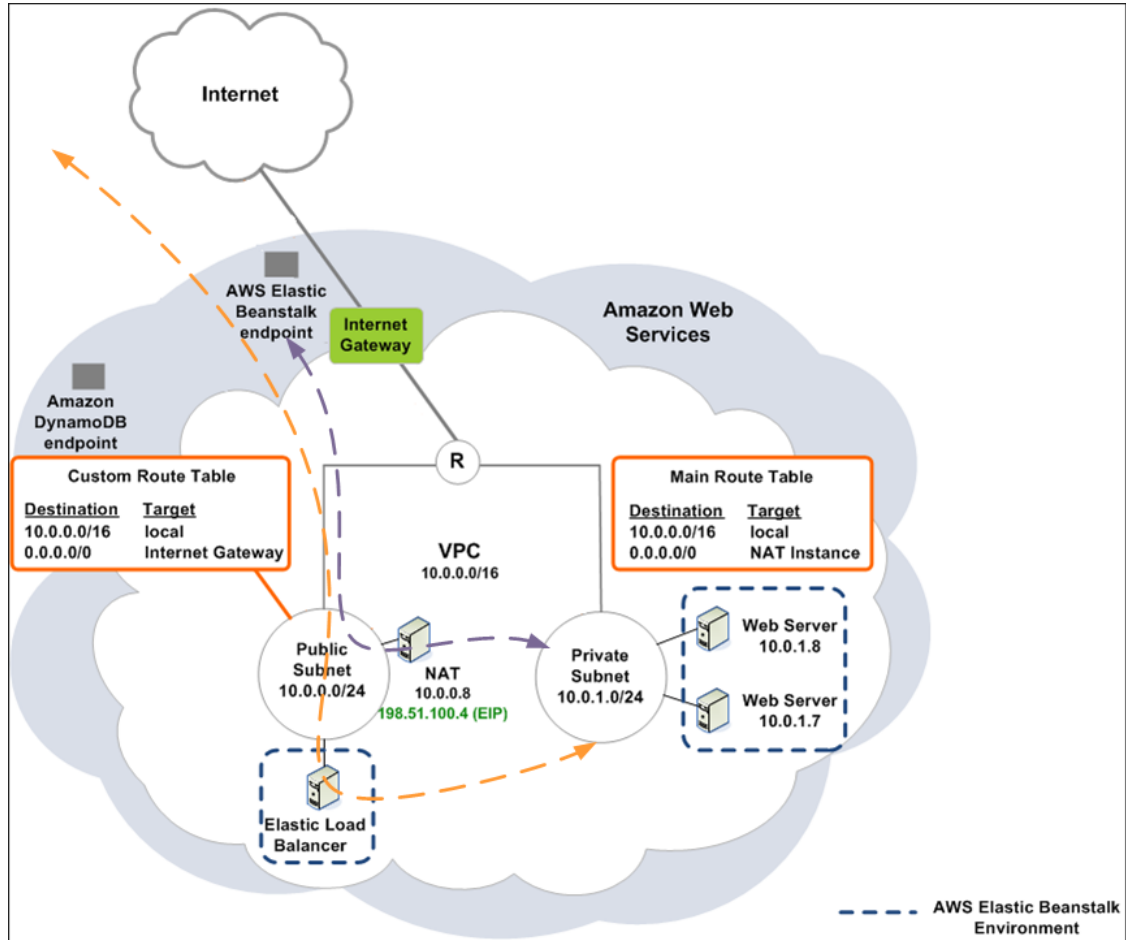 Internet
AWS Elastic
Beanstalk
endpoint
Internet
Gateway
Amazon Web
Services
Amazon
DynamoDB
endpoint
R
Custom Route Table
Destination Target
10.0.0.0/16 local
0.0.0.0/0 Internet Gateway
Main Route Table
Destination Target
10.0.0.0/16 local
0.0.0.0/0 NAT Instance
VPC
10.0.0.0/16
Public
Subnet
10.0.0.0/24
NAT
10.0.0.8
198.51.100.4 (EIP)
Private
Subnet
10.0.1.0/24
Web Server
10.0.1.8
Web Server
10.0.1.7
Elastic Load
Balancer
AWS Elastic Beanstalk
Environment